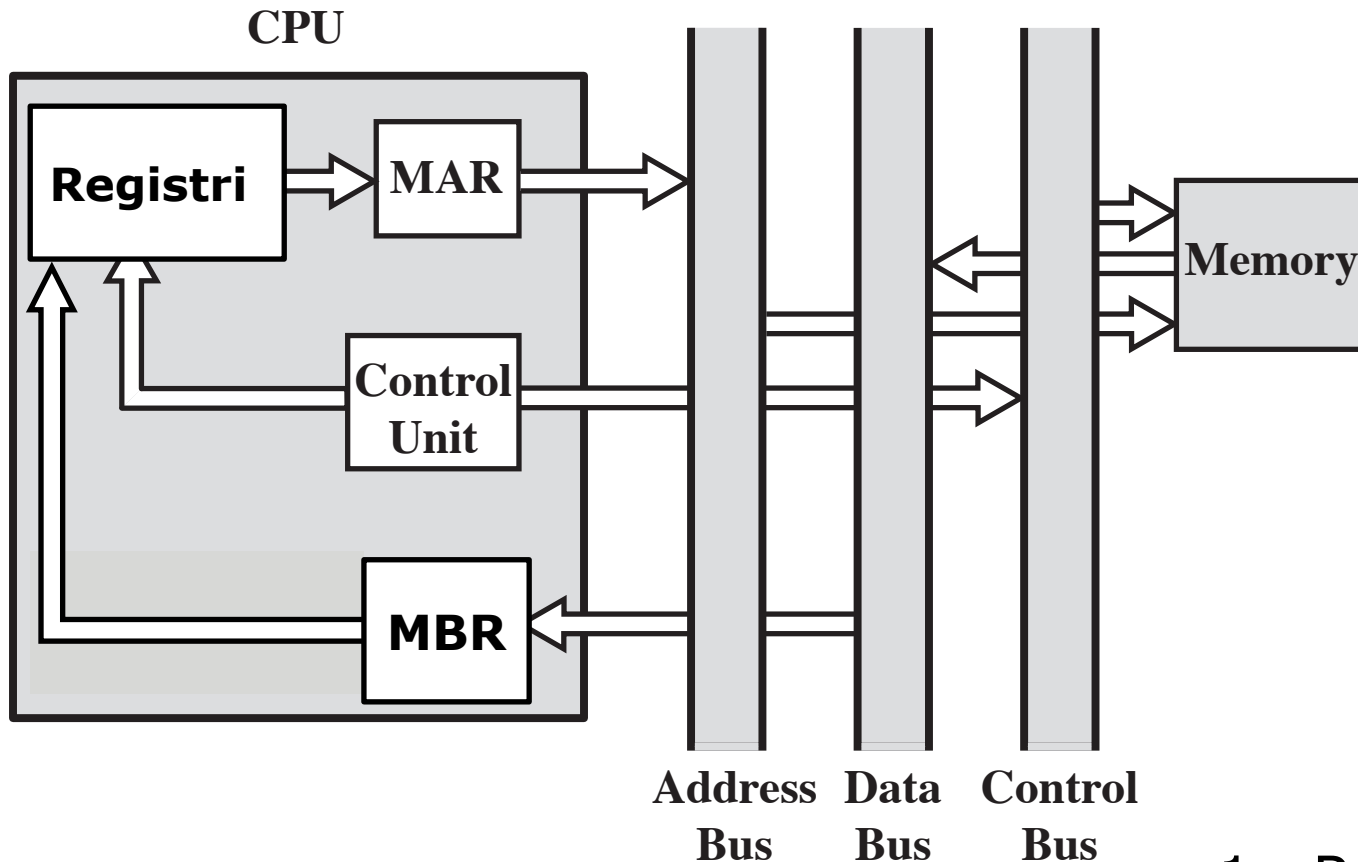 CPU
Registri
MAR
Memory
Control
Unit
MBR
Address Data Control
Bus Bus Bus